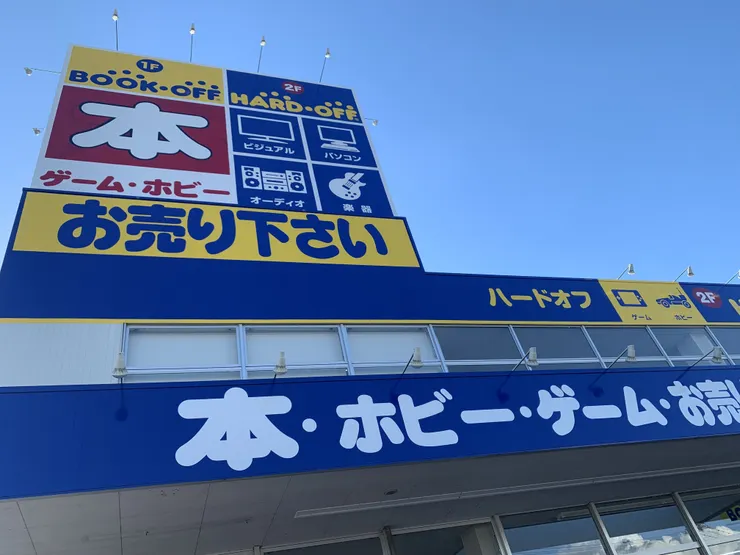 1F
BOOK・OFF
本
ゲーム・ホビー
2F
HARD・OFF
ビジュアル
パソコン
オーディオ
楽器
お売り下さい
ハードオフ
ゲーム
ホビー
2F
本・ホビー・ゲーム・お売